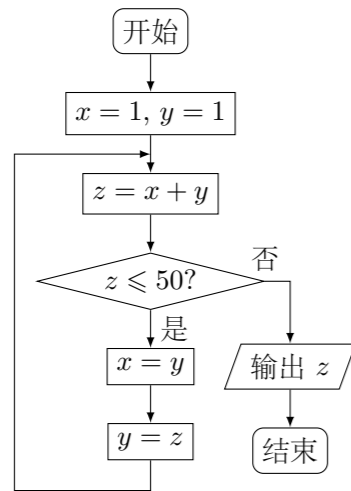 开始
x = 1, y = 1
z = x + y
z ⩽ 50?
否
是
x = y
输出 z
y = z
结束